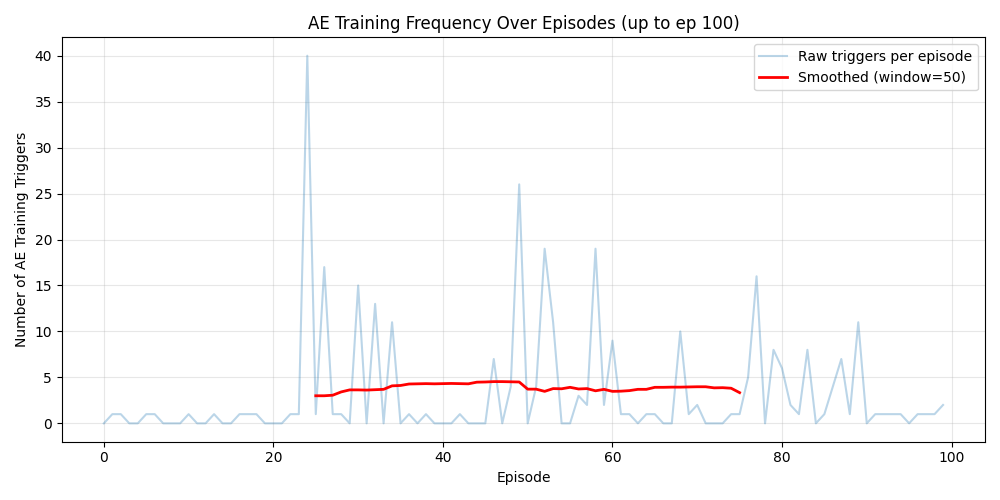 AE Training Frequency Over Episodes (up to ep 100)
Raw triggers per episode
Smoothed (window=50)
Number of AE Training Triggers
40
35
30
25
20
15
10
5
0
0 20 40 60 80 100
Episode